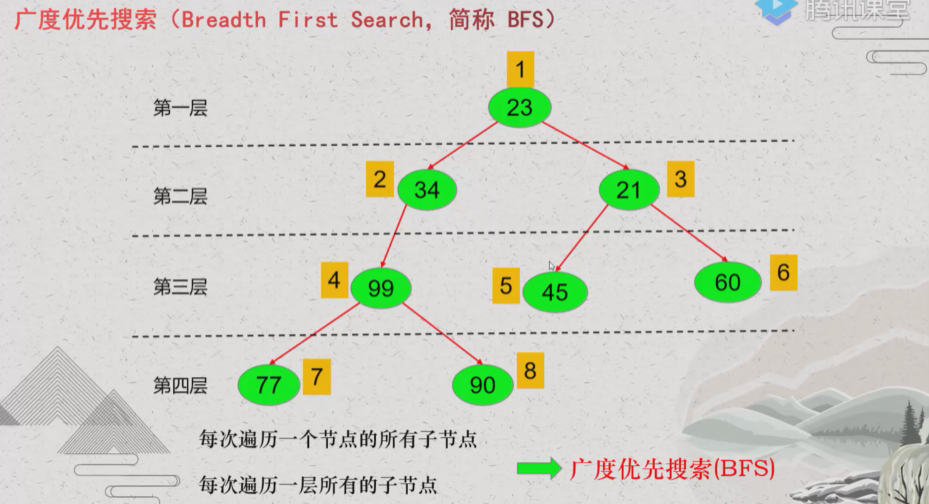 广度优先搜索（Breadth First Search, 简称 BFS）
腾讯课堂
1
第一层 23
第二层 2 34 21 3
第三层 4 99 5 45 60 6
第四层 77 7 90 8
每次遍历一个节点的所有子节点
广度优先搜索(BFS)
每次遍历一层所有的子节点